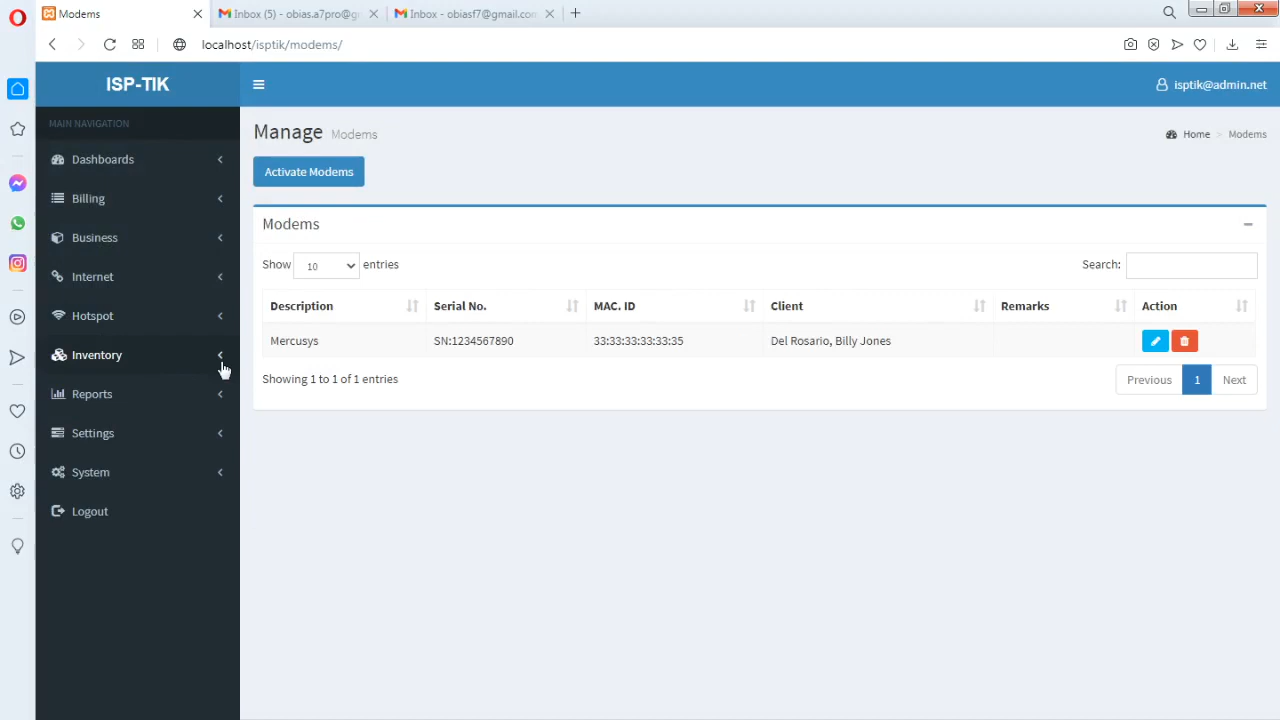 Modems
Inbox (5) - obias.a7pro@g
Inbox - obiasf7@gmail.co
localhost/isptik/modems/
ISP-TIK
isptik@admin.net
MAIN NAVIGATION
Dashboards
Billing
Business
Internet
Hotspot
Inventory
Reports
Settings
System
Logout
Manage Modems
Home > Modems
Activate Modems
Modems
Show 10 entries
Search:
Description Serial No. MAC. ID Client Remarks Action
Mercusys SN:1234567890 33:33:33:33:33:35 Del Rosario, Billy Jones
Showing 1 to 1 of 1 entries
Previous 1 Next